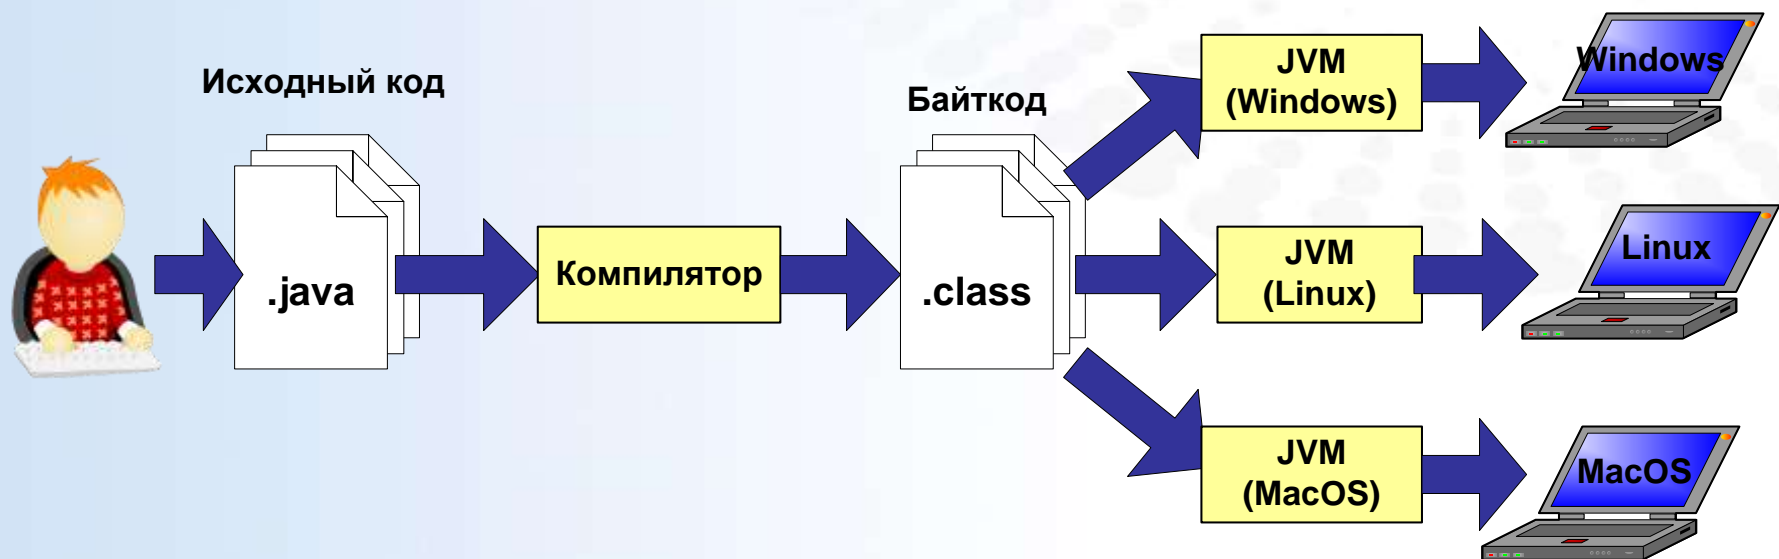 Исходный код
.java
Компилятор
Байткод
.class
JVM
(Windows)
Windows
JVM
(Linux)
Linux
JVM
(MacOS)
MacOS